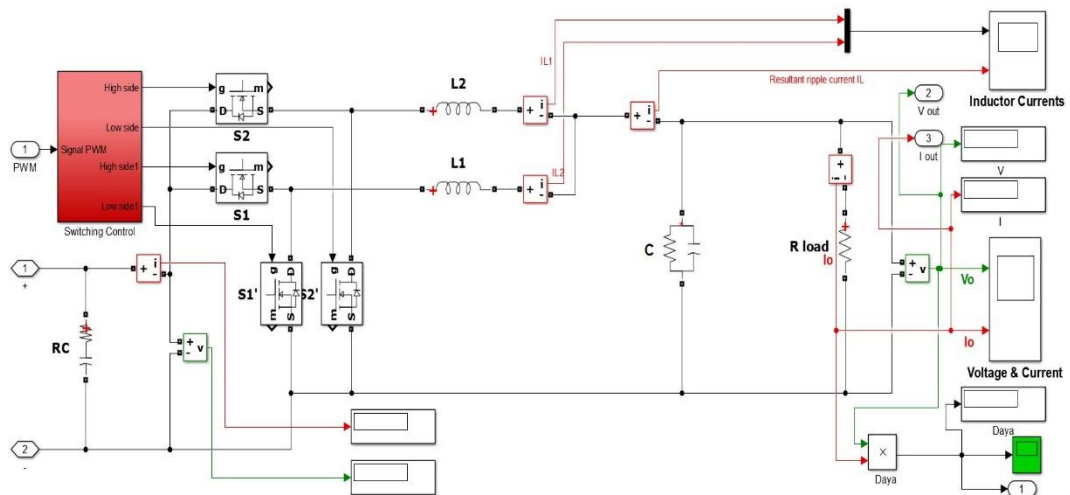 High side
Low side
Signal PWM
High side1
Low side1
Switching Control
1
PWM
g m
D S
S2
g m
D S
S1
L2
L1
+ i
-
+ i
-
IL1
IL2
+ i
-
Resultant ripple current IL
Inductor Currents
2
V out
3
I out
V
I
1
+
+ i
-
RC
+
-
v
2
-
g D
S1'
m S
g D
S2'
m S
C
+
i
-
R load
Io
+
-
v
Vo
Io
Voltage & Current
Daya
×
Daya
1